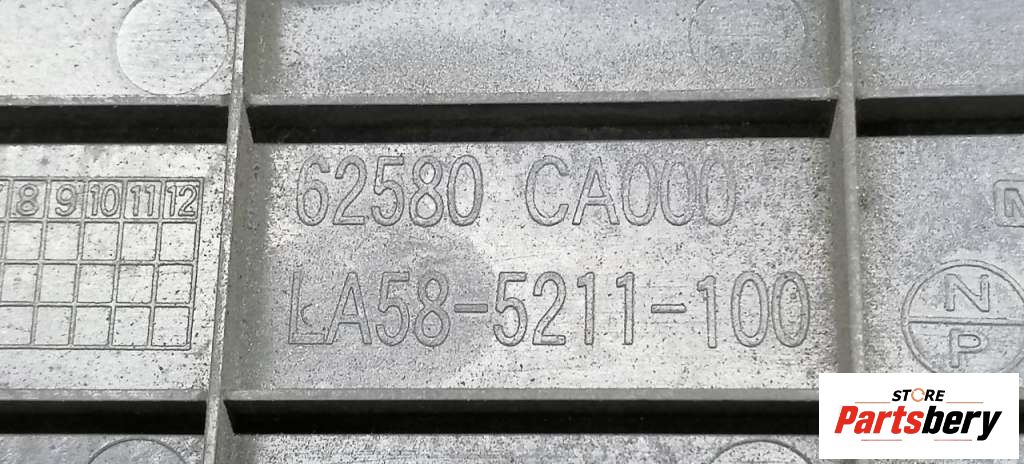 8 9 10 11 12
62580 CA000
LA58-5211-100
N
P
STORE
Partsbery